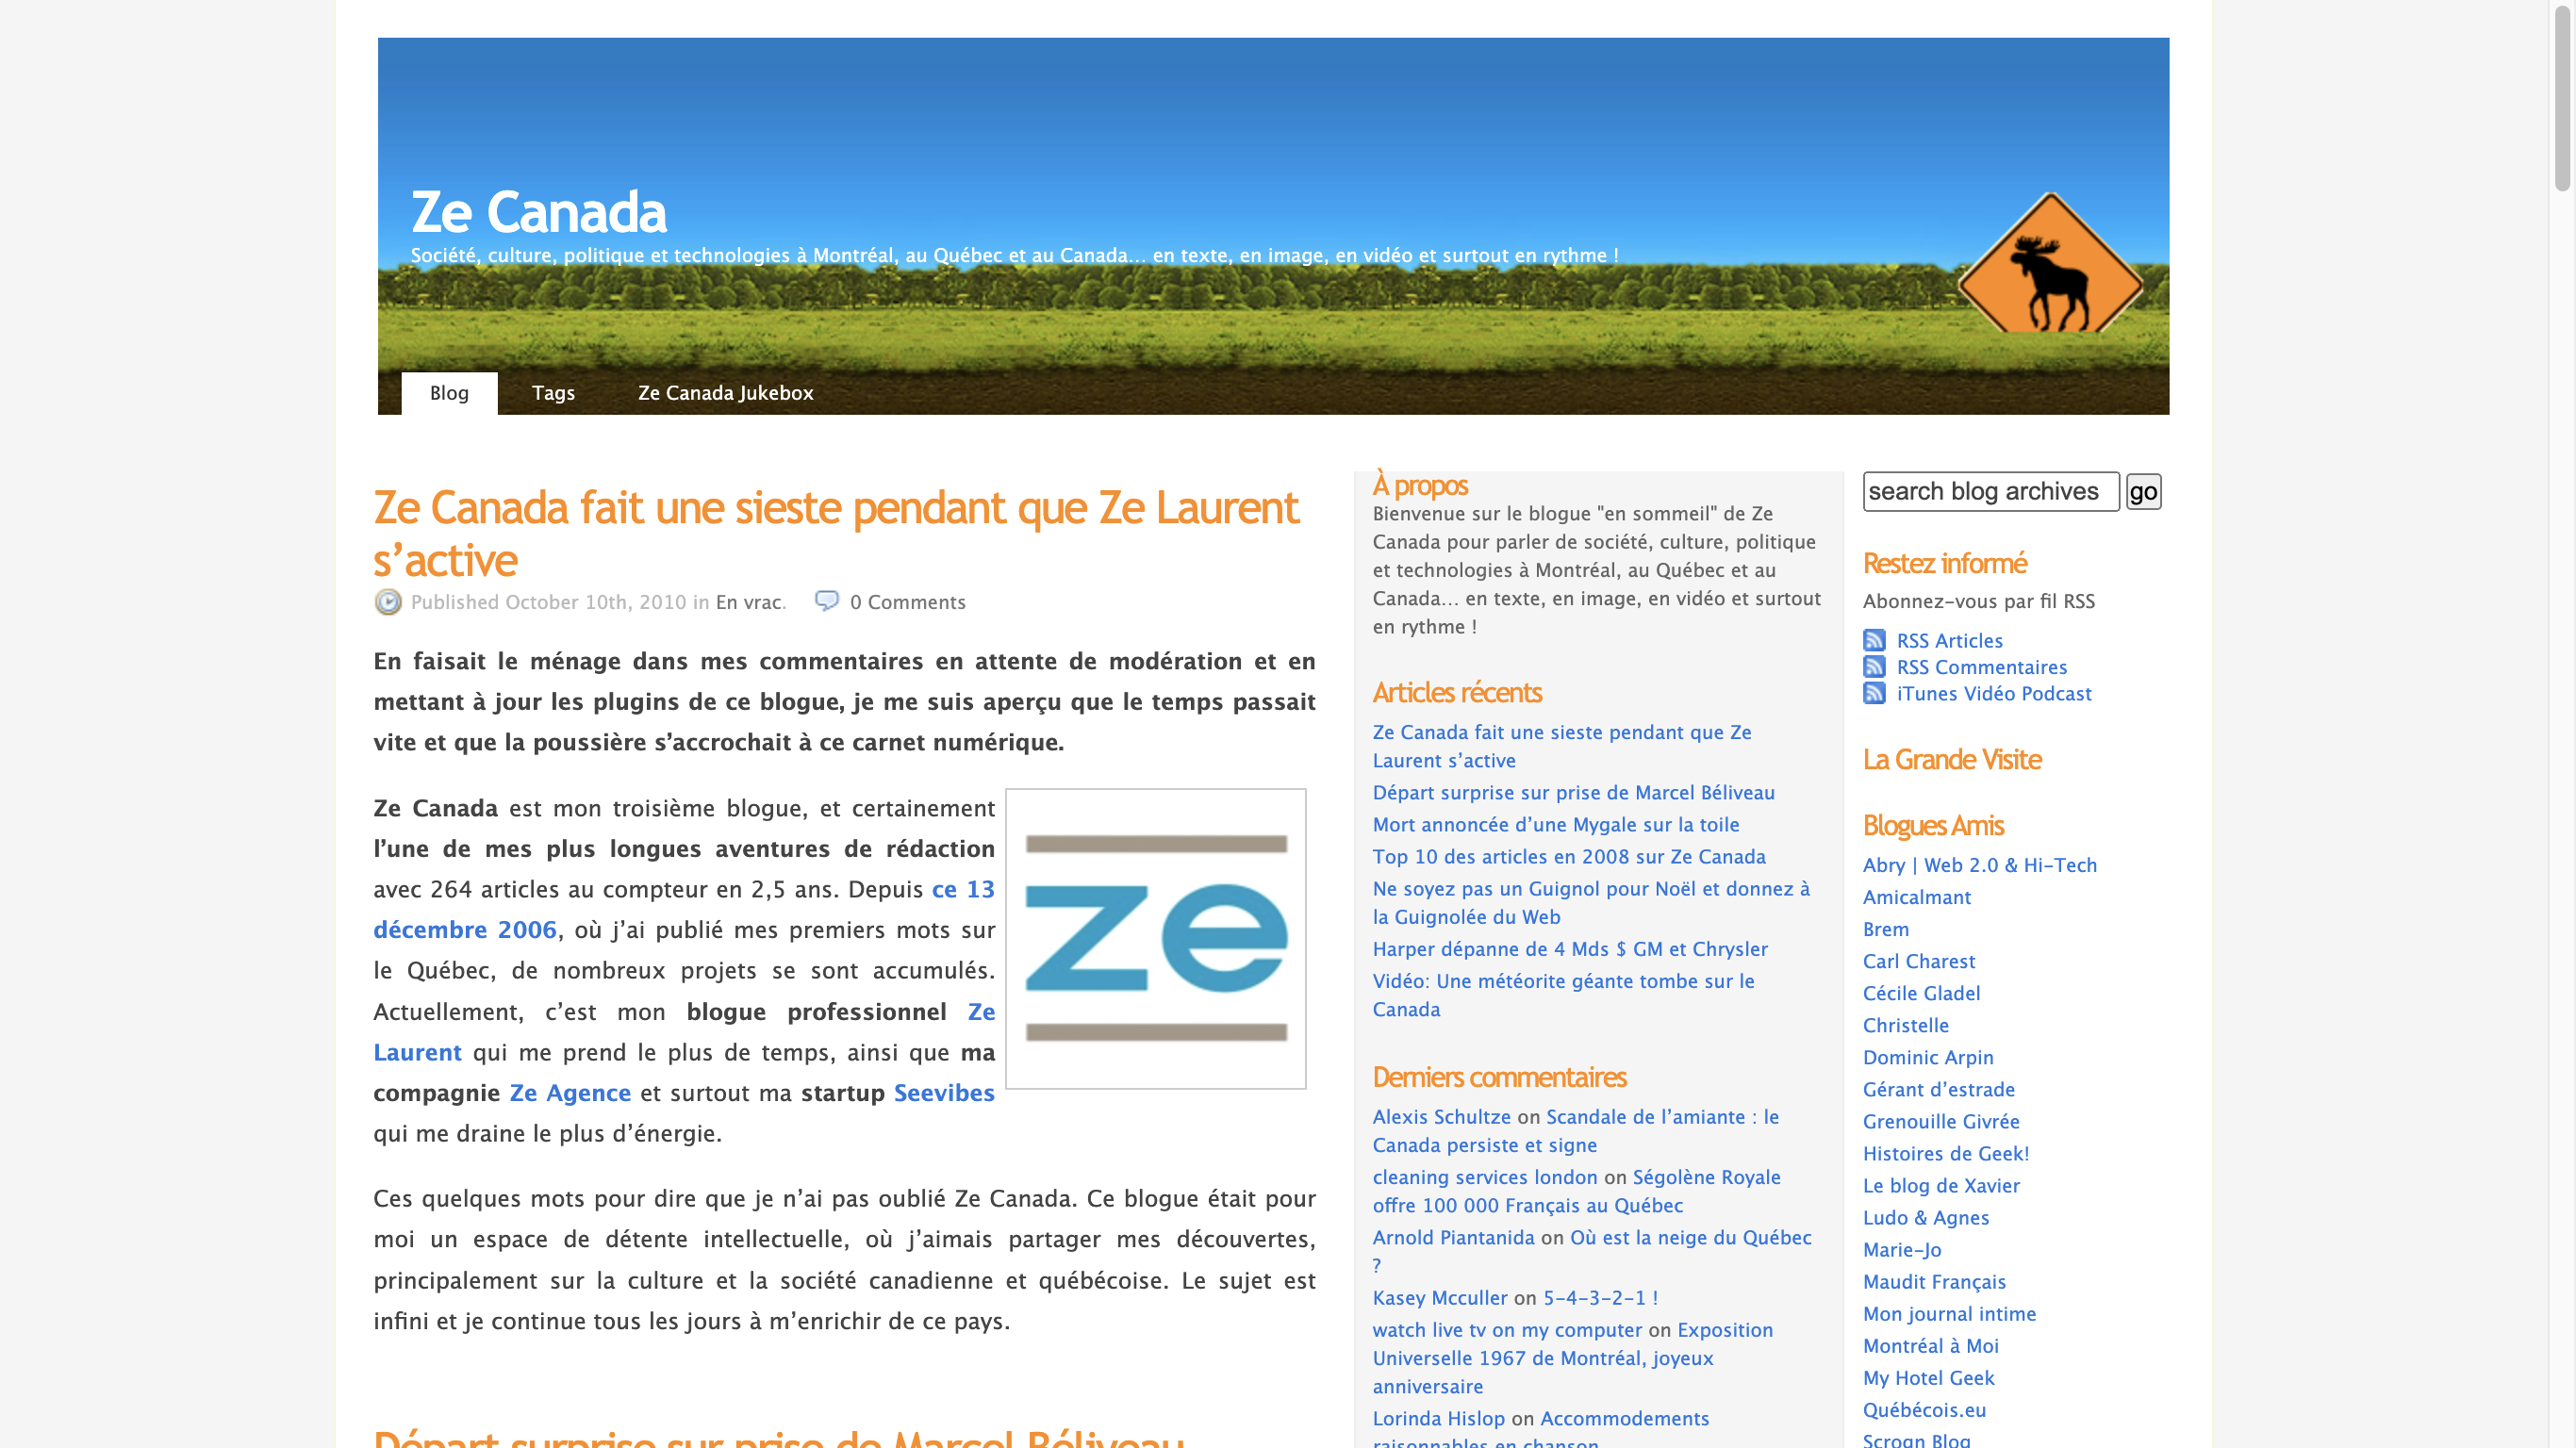 Ze Canada
Société, culture, politique et technologies à Montréal, au Québec et au Canada... en texte, en image, en vidéo et surtout en rythme !
Blog
Tags
Ze Canada Jukebox
Ze Canada fait une sieste pendant que Ze Laurent
s’active
Published October 10th, 2010 in En vrac.
0 Comments
En faisait le ménage dans mes commentaires en attente de modération et en
mettant à jour les plugins de ce blogue, je me suis aperçu que le temps passait
vite et que la poussière s’accrochait à ce carnet numérique.
Ze Canada est mon troisième blogue, et certainement
l’une de mes plus longues aventures de rédaction
avec 264 articles au compteur en 2,5 ans. Depuis ce 13
décembre 2006, où j’ai publié mes premiers mots sur
le Québec, de nombreux projets se sont accumulés.
Actuellement, c’est mon blogue professionnel Ze
Laurent qui me prend le plus de temps, ainsi que ma
compagnie Ze Agence et surtout ma startup Seevibes
qui me draine le plus d’énergie.
ze
Ces quelques mots pour dire que je n’ai pas oublié Ze Canada. Ce blogue était pour
moi un espace de détente intellectuelle, où j’aimais partager mes découvertes,
principalement sur la culture et la société canadienne et québécoise. Le sujet est
infini et je continue tous les jours à m’enrichir de ce pays.
Départ surprise sur prise de Marcel Béliveau
À propos
Bienvenue sur le blogue "en sommeil" de Ze
Canada pour parler de société, culture, politique
et technologies à Montréal, au Québec et au
Canada... en texte, en image, en vidéo et surtout
en rythme !
Articles récents
Ze Canada fait une sieste pendant que Ze
Laurent s’active
Départ surprise sur prise de Marcel Béliveau
Mort annoncée d’une Mygale sur la toile
Top 10 des articles en 2008 sur Ze Canada
Ne soyez pas un Guignol pour Noël et donnez à
la Guignolée du Web
Harper dépanne de 4 Mds $ GM et Chrysler
Vidéo: Une météorite géante tombe sur le
Canada
Derniers commentaires
Alexis Schultze on Scandale de l’amiante : le
Canada persiste et signe
cleaning services london on Ségolène Royale
offre 100 000 Français au Québec
Arnold Piantanida on Où est la neige du Québec
?
Kasey Mcculler on 5-4-3-2-1 !
watch live tv on my computer on Exposition
Universelle 1967 de Montréal, joyeux
anniversaire
Lorinda Hislop on Accommodements
raisonnables en chanson
search blog archives
go
Restez informé
Abonnez-vous par fil RSS
RSS Articles
RSS Commentaires
iTunes Vidéo Podcast
La Grande Visite
Blogues Amis
Abry | Web 2.0 & Hi-Tech
Amicalmant
Brem
Carl Charest
Cécile Gladel
Christelle
Dominic Arpin
Gérant d’estrade
Grenouille Givrée
Histoires de Geek!
Le blog de Xavier
Ludo & Agnes
Marie-Jo
Maudit Français
Mon journal intime
Montréal à Moi
My Hotel Geek
Québécois.eu
Scrogn Blog